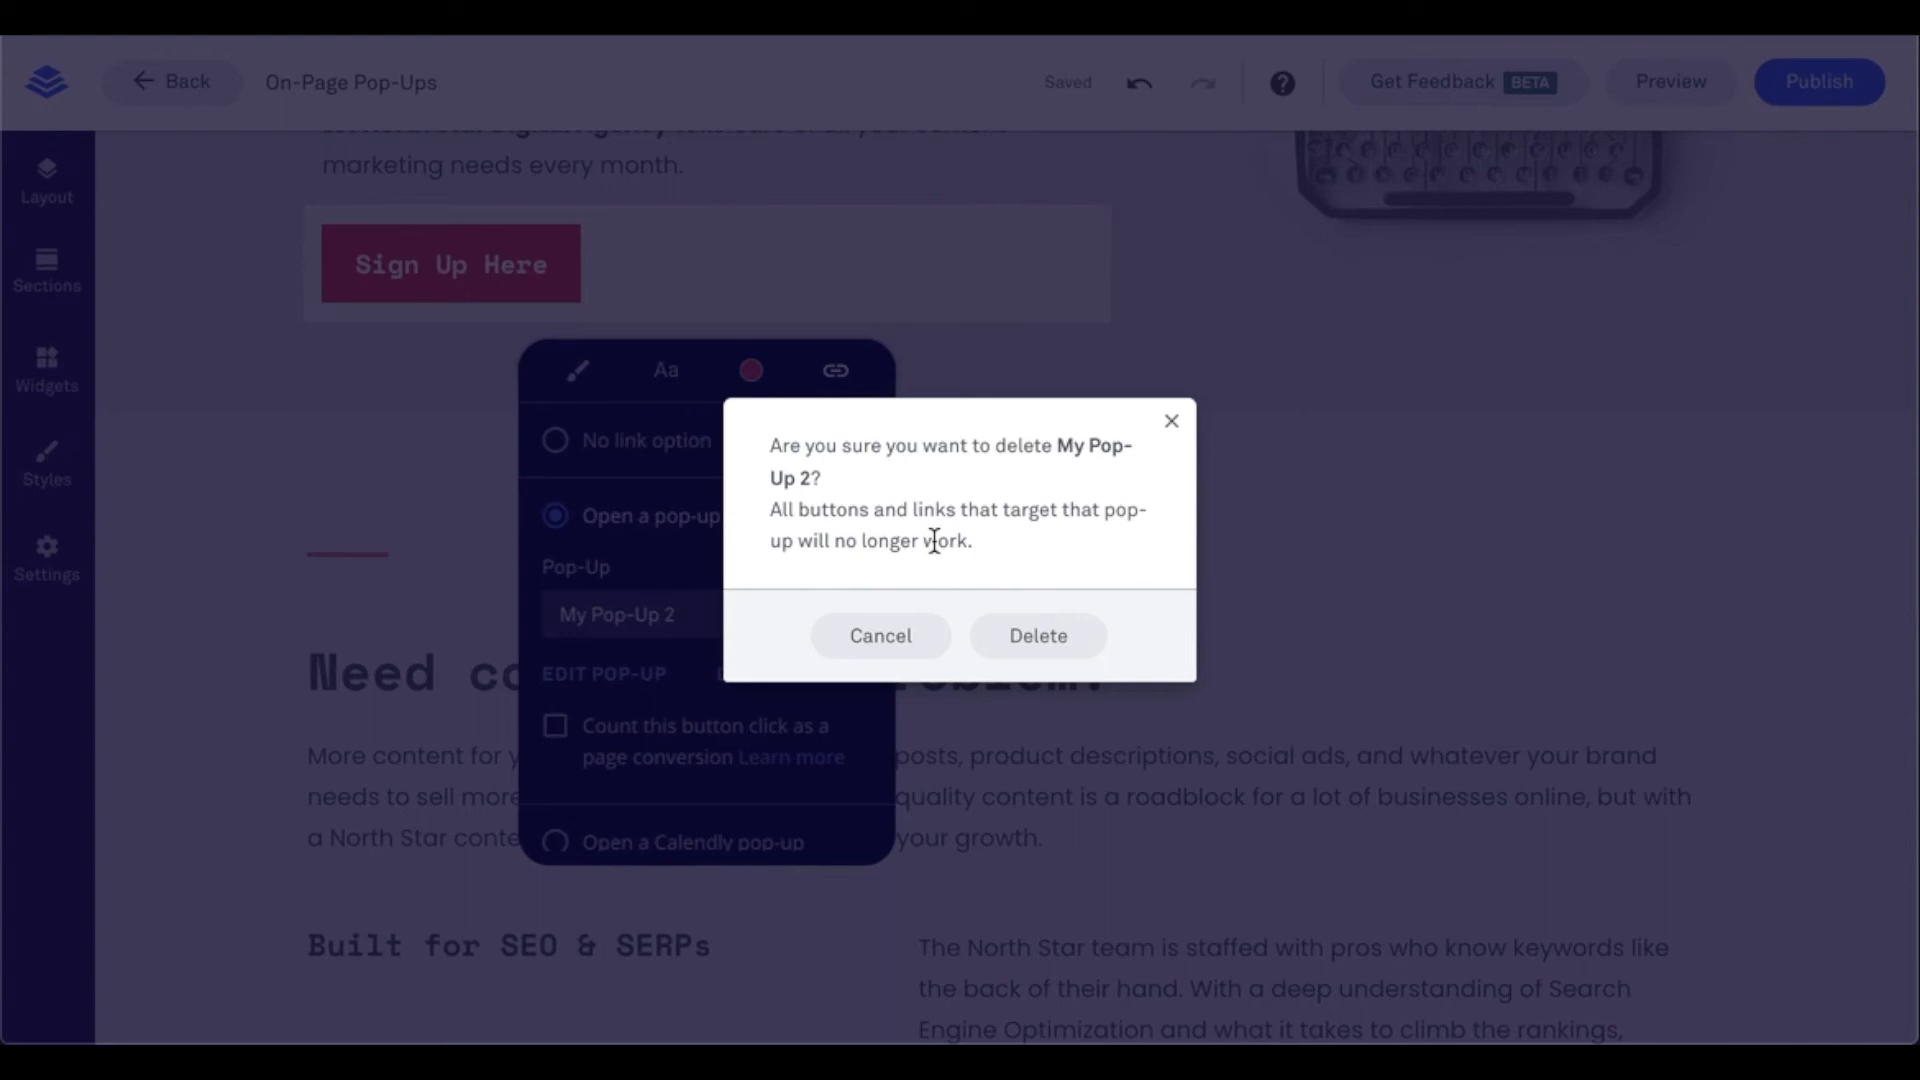 Back
On-Page Pop-Ups
Saved
Get Feedback BETA
Preview
Publish
Layout
Sections
Widgets
Styles
Settings
marketing needs every month.
Sign Up Here
Aa
No link option
Open a pop-up
Pop-Up
My Pop-Up 2
EDIT POP-UP
Count this button click as a
page conversion Learn more
Open a Calendly pop-up
Are you sure you want to delete My Pop-
Up 2?
All buttons and links that target that pop-
up will no longer work.
Cancel
Delete
Need
More content for
posts, product descriptions, social ads, and whatever your brand
needs to sell more
quality content is a roadblock for a lot of businesses online, but with
a North Star
your growth.
Built for SEO & SERPs
The North Star team is staffed with pros who know keywords like
the back of their hand. With a deep understanding of Search
Engine Optimization and what it takes to climb the rankings,